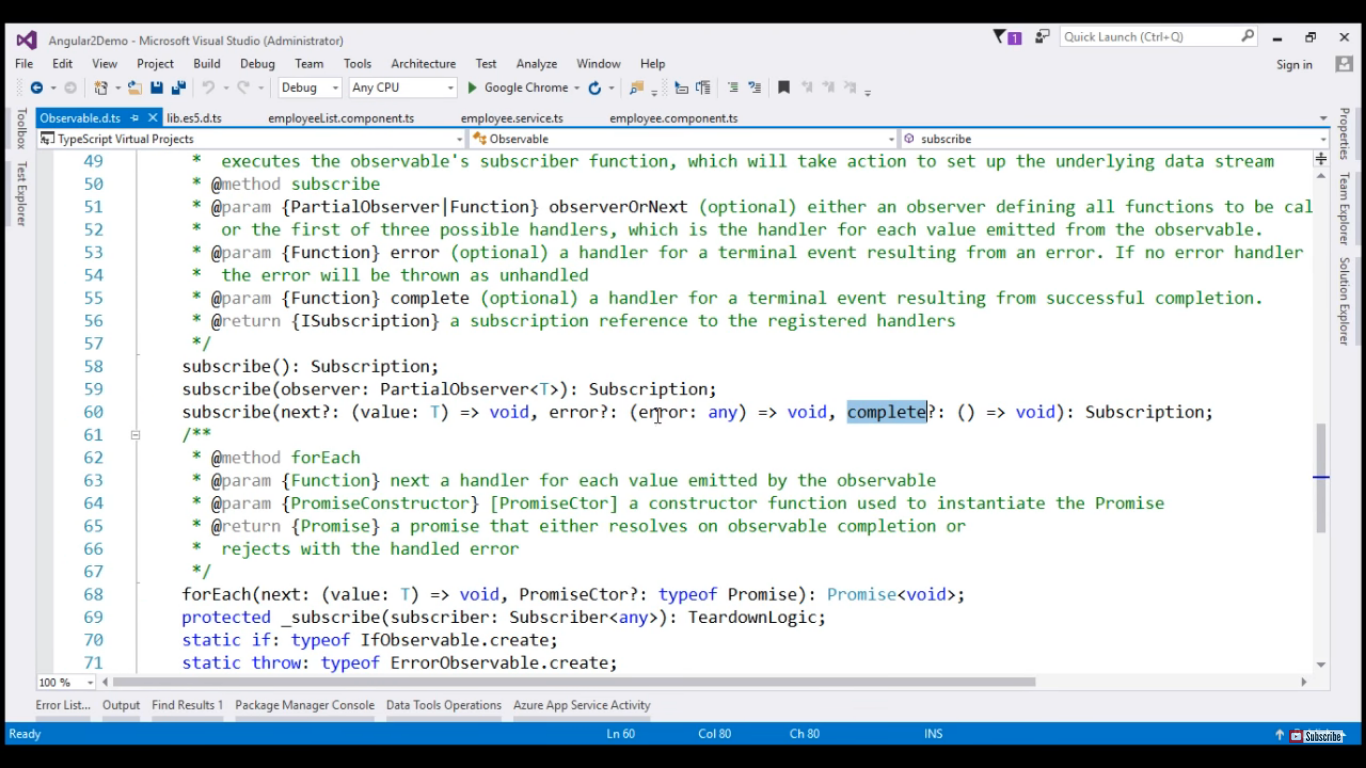 Angular2Demo - Microsoft Visual Studio (Administrator)
1
Quick Launch (Ctrl+Q)
File Edit View Project Build Debug Team Tools Architecture Test Analyze Window Help
Sign in
Debug Any CPU Google Chrome
Observable.d.ts lib.es5.d.ts employeeList.component.ts employee.service.ts employee.component.ts
TypeScript Virtual Projects Observable subscribe
Toolbox
Test Explorer
49 * executes the observable's subscriber function, which will take action to set up the underlying data stream
50 * @method subscribe
51 * @param {PartialObserver|Function} observerOrNext (optional) either an observer defining all functions to be cal
52 * or the first of three possible handlers, which is the handler for each value emitted from the observable.
53 * @param {Function} error (optional) a handler for a terminal event resulting from an error. If no error handler
54 * the error will be thrown as unhandled
55 * @param {Function} complete (optional) a handler for a terminal event resulting from successful completion.
56 * @return {ISubscription} a subscription reference to the registered handlers
57 */
58 subscribe(): Subscription;
59 subscribe(observer: PartialObserver<T>): Subscription;
60 subscribe(next?: (value: T) => void, error?: (error: any) => void, complete?: () => void): Subscription;
61 /**
62 * @method forEach
63 * @param {Function} next a handler for each value emitted by the observable
64 * @param {PromiseConstructor} [PromiseCtor] a constructor function used to instantiate the Promise
65 * @return {Promise} a promise that either resolves on observable completion or
66 * rejects with the handled error
67 */
68 forEach(next: (value: T) => void, PromiseCtor?: typeof Promise): Promise<void>;
69 protected _subscribe(subscriber: Subscriber<any>): TeardownLogic;
70 static if: typeof IfObservable.create;
71 static throw: typeof ErrorObservable.create;
Properties
Team Explorer
Solution Explorer
100 %
Error List... Output Find Results 1 Package Manager Console Data Tools Operations Azure App Service Activity
Ready Ln 60 Col 80 Ch 80 INS
Subscribe